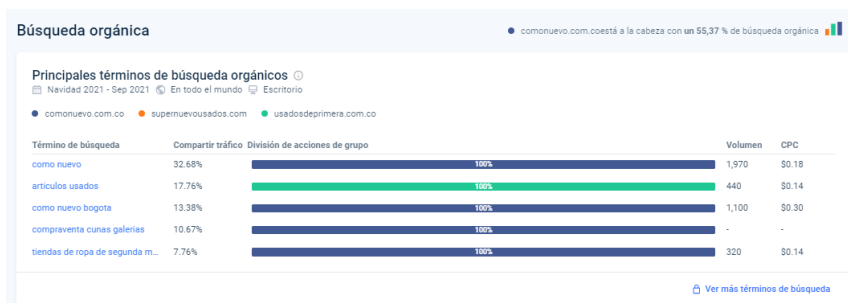 Búsqueda orgánica
comonuevo.com.coestá a la cabeza con un 55,37 % de búsqueda orgánica
Principales términos de búsqueda orgánicos
Navidad 2021 - Sep 2021 En todo el mundo Escritorio
comonuevo.com.co supernuevousados.com usadosdeprimera.com.co
Término de búsqueda Compartir tráfico División de acciones de grupo Volumen CPC
como nuevo 32.68% 100% 1,970 $0.18
articulos usados 17.76% 100% 440 $0.14
como nuevo bogota 13.38% 100% 1,100 $0.30
compraventa cunas galerias 10.67% 100% - -
tiendas de ropa de segunda m... 7.76% 100% 320 $0.14
Ver más términos de búsqueda